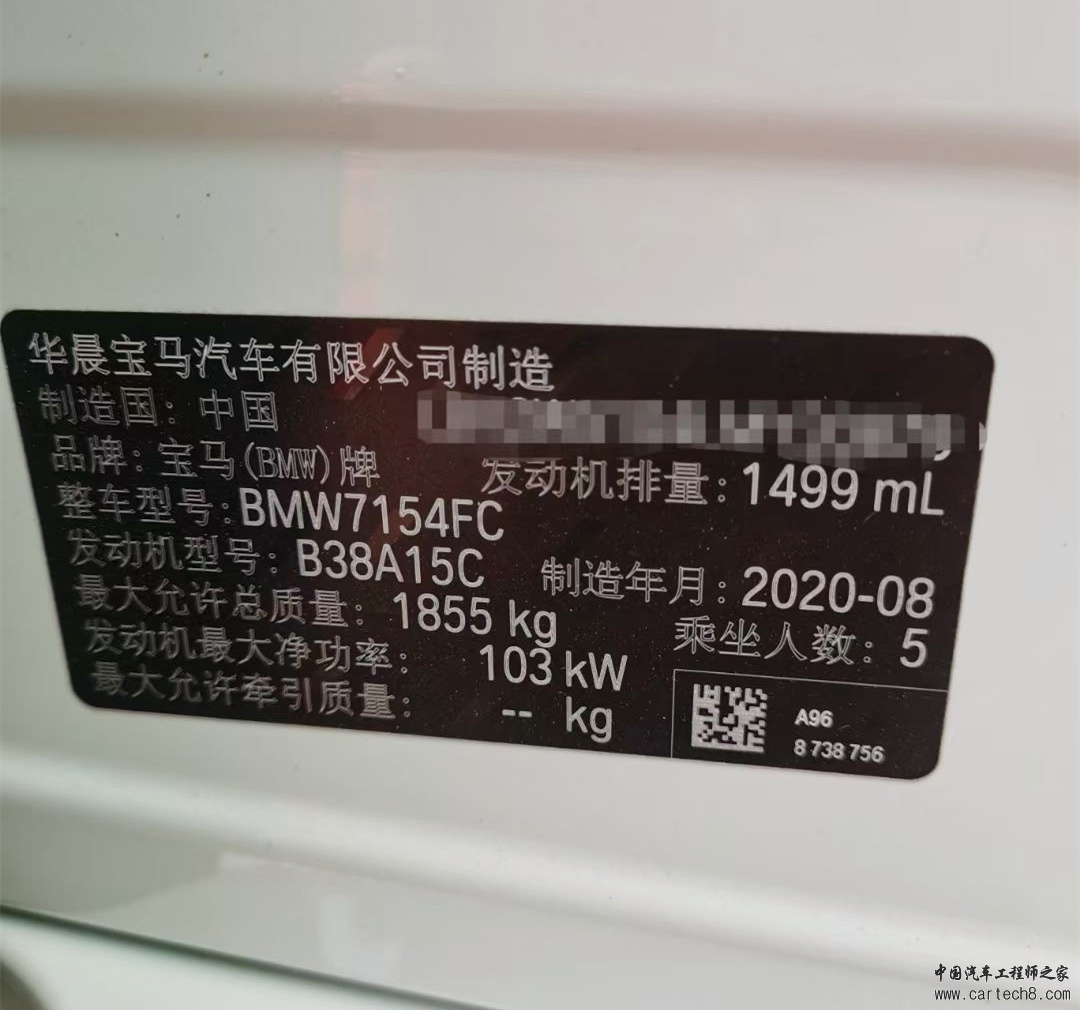 华晨宝马汽车有限公司制造
制造国：中国
品牌：宝马(BMW)牌
发动机排量：1499 mL
整车型号：BMW7154FC
发动机型号：B38A15C
制造年月：2020-08
最大允许总质量：1855 kg
乘坐人数：5
发动机最大净功率：103 kW
最大允许牵引质量：-- kg
A96
8 738 756
中国汽车工程师之家
www.cartech8.com